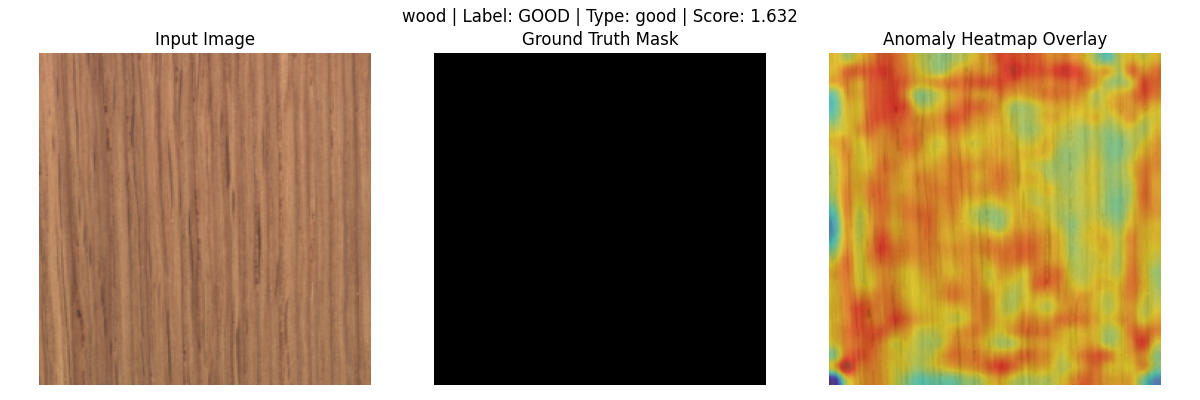 wood | Label: GOOD | Type: good | Score: 1.632
Input Image
Ground Truth Mask
Anomaly Heatmap Overlay